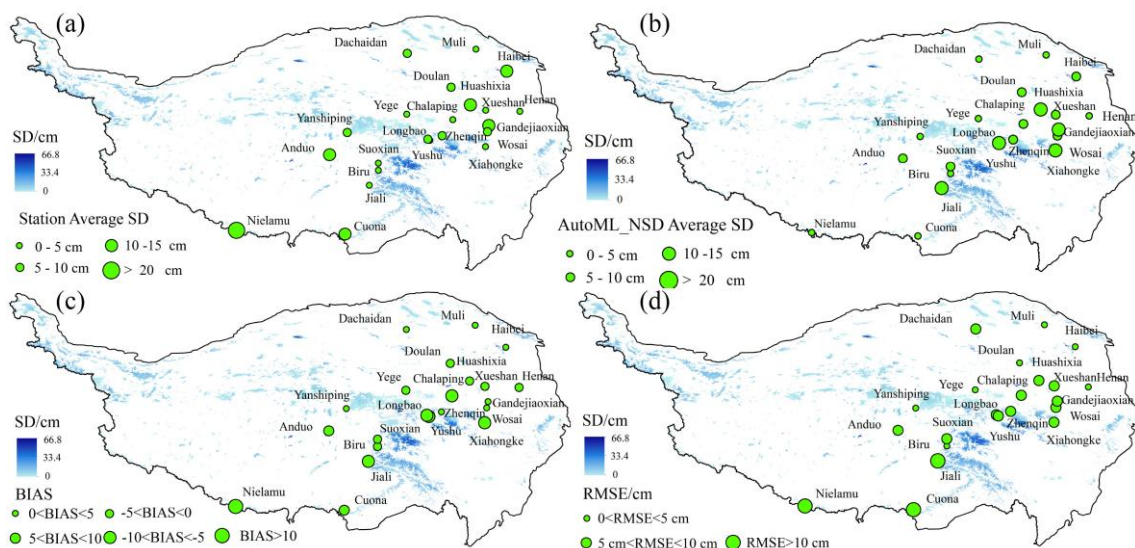 (a)
Dachaidan
Muli
Haibei
Doulan
Huashixia
Yege
Chalaping
Xueshan
Henan
Yanshiping
Longbao
Zhenqin
Gandejiaoxian
Anduo
Suoxian
Yushu
Wosai
Biru
Xiahongke
Jiali
Nielamu
Cuona
SD/cm
66.8
33.4
0
Station Average SD
0 - 5 cm
10 -15 cm
5 - 10 cm
> 20 cm
(b)
Dachaidan
Muli
Haibei
Doulan
Huashixia
Yege
Chalaping
Xueshan
Henan
Yanshiping
Longbao
Gandejiaoxian
Zhenqin
Anduo
Suoxian
Yushu
Wosai
Biru
Xiahongke
Jiali
Nielamu
Cuona
SD/cm
66.8
33.4
0
AutoML_NSD Average SD
0 - 5 cm
10 -15 cm
5 - 10 cm
> 20 cm
(c)
Dachaidan
Muli
Haibei
Doulan
Huashixia
Yege
Chalaping
Xueshan
Henan
Yanshiping
Longbao
Zhenqin
Gandejiaoxian
Anduo
Suoxian
Yushu
Wosai
Biru
Xiahongke
Jiali
Nielamu
Cuona
SD/cm
66.8
33.4
0
BIAS
0<BIAS<5
-5<BIAS<0
5<BIAS<10
-10<BIAS<-5
BIAS>10
(d)
Dachaidan
Muli
Haibei
Doulan
Huashixia
Yege
Chalaping
Xueshan
Henan
Yanshiping
Longbao
Gandejiaoxian
Zhenqin
Anduo
Suoxian
Yushu
Wosai
Biru
Xiahongke
Jiali
Nielamu
Cuona
SD/cm
66.8
33.4
0
RMSE/cm
0<RMSE<5 cm
5 cm<RMSE<10 cm
RMSE>10 cm